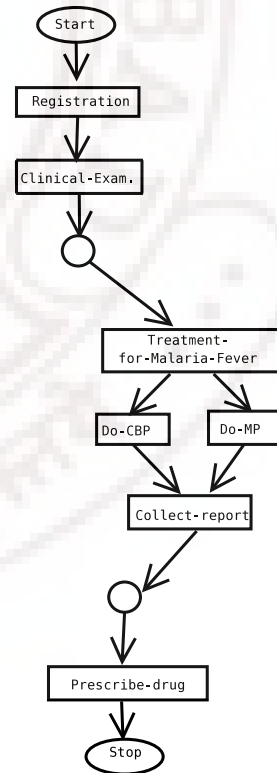 Start
Registration
Clinical-Exam.
Treatment-
for-Malaria-Fever
Do-CBP
Do-MP
Collect-report
Prescribe-drug
Stop